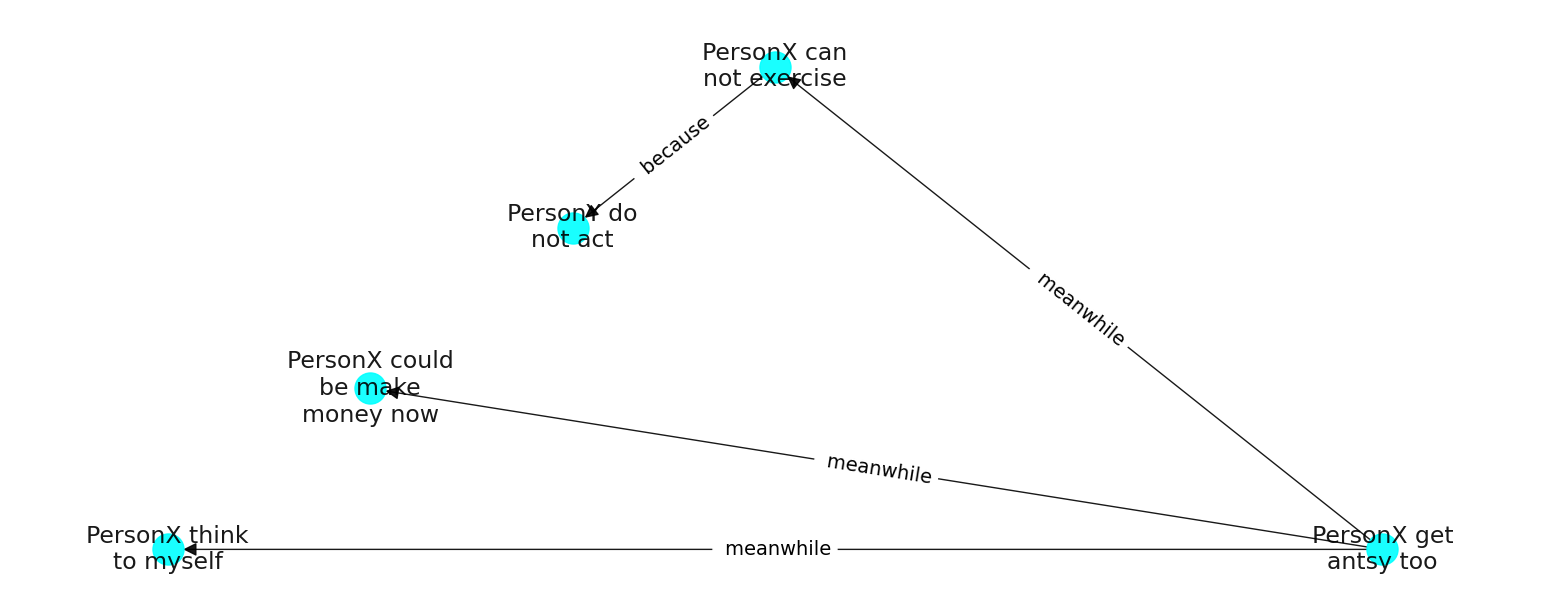 PersonX can
not exercise
because
PersonY do
not act
meanwhile
PersonX could
be make
money now
meanwhile
PersonX think
to myself
meanwhile
PersonX get
antsy too